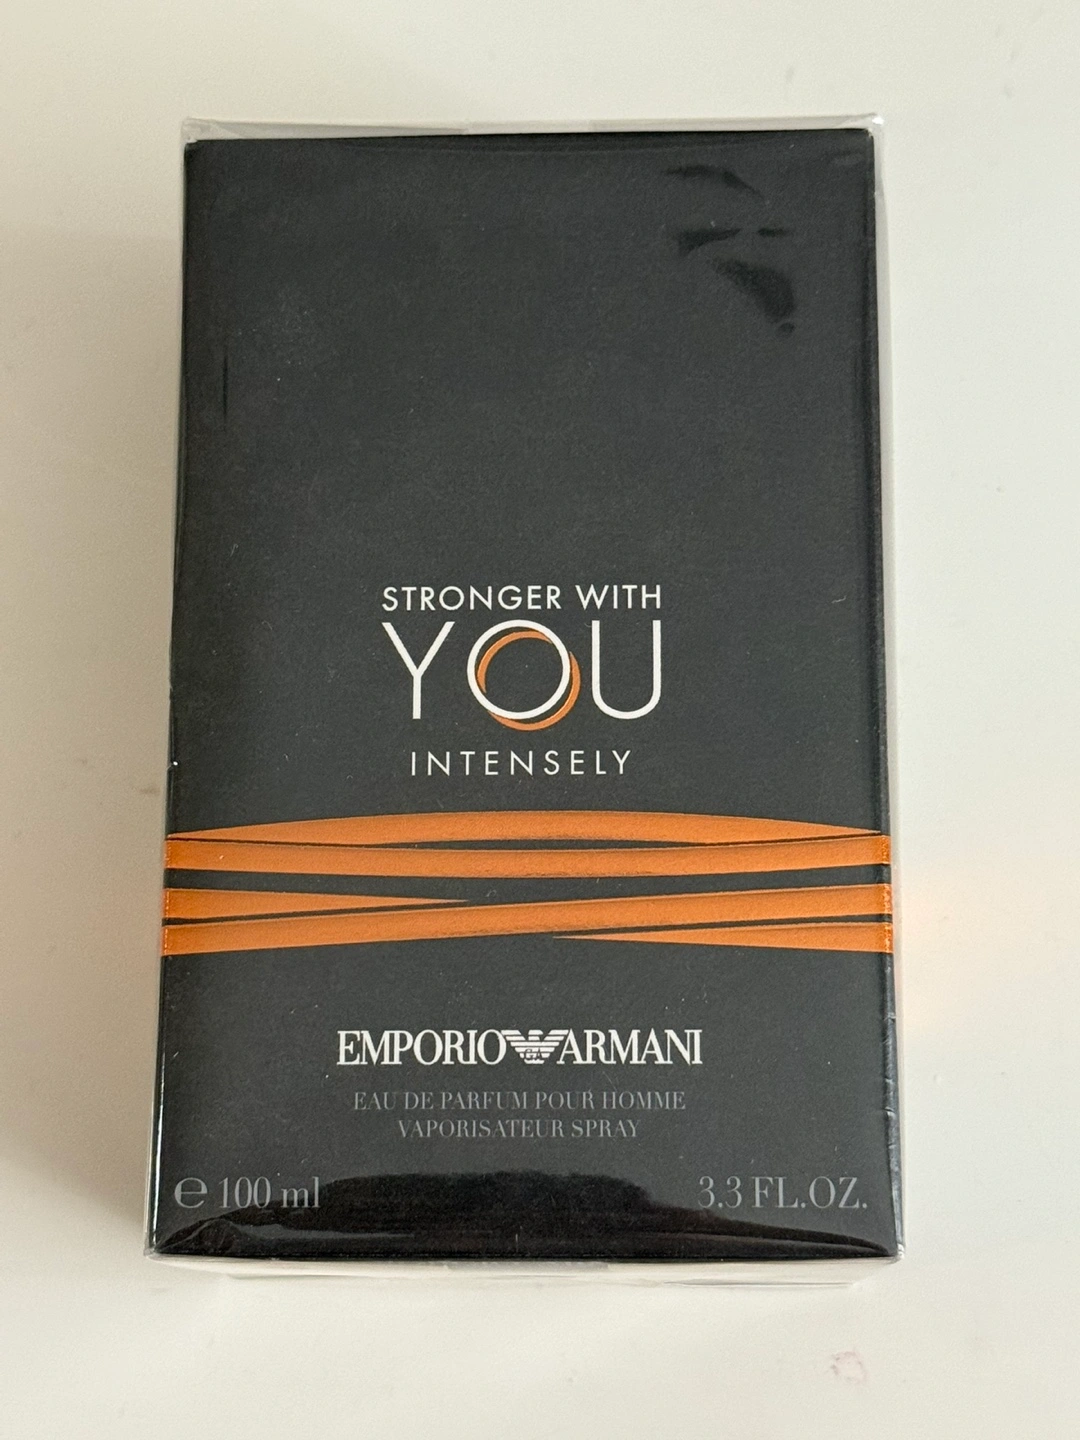 STRONGER WITH
YOU
INTENSELY
EMPORIO ARMANI
EAU DE PARFUM POUR HOMME
VAPORISATEUR SPRAY
℮ 100 ml 3.3 FL.OZ.